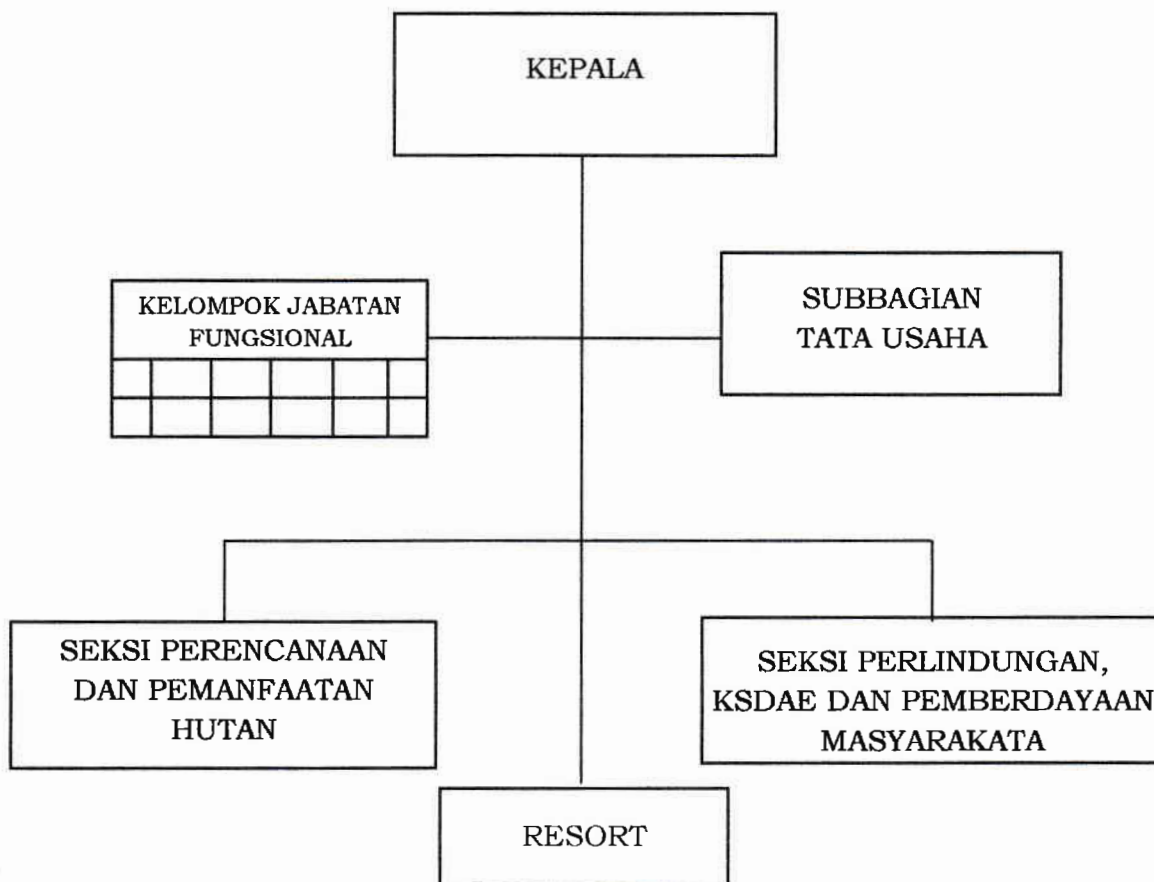 KEPALA
KELOMPOK JABATAN
FUNGSIONAL
SUBBAGIAN
TATA USAHA
SEKSI PERENCANAAN
DAN PEMANFAATAN
HUTAN
SEKSI PERLINDUNGAN,
KSDAE DAN PEMBERDAYAAN
MASYARAKATA
RESORT